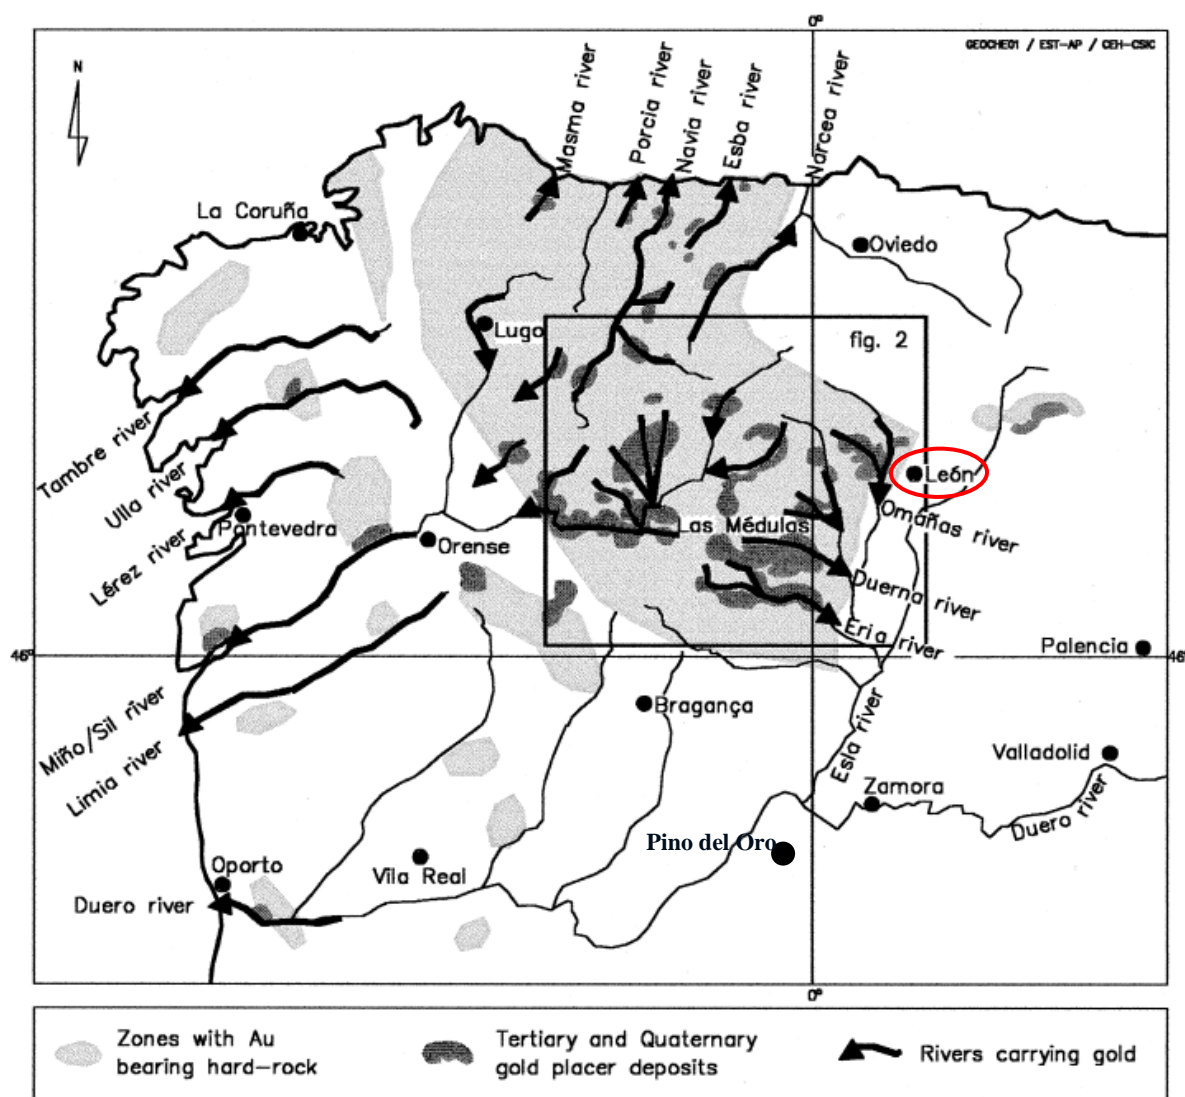 0°
GEOCHE01 / EST-AP / CEH-CSIC
N
Masma river
Porcia river
Navia river
Esba river
Narcea river
La Coruña
Oviedo
Lugo
fig. 2
Tambre river
Ulla river
León
Pontevedra
Las Médulas
Omañas river
Orense
Lérez river
Duerna river
Eria river
46°
Palencia
46
Bragança
Miño/Sil river
Esla river
Valladolid
Limia river
Zamora
Duero river
Pino del Oro
Oporto
Vila Real
Duero river
0°
Zones with Au
bearing hard-rock
Tertiary and Quaternary
gold placer deposits
Rivers carrying gold